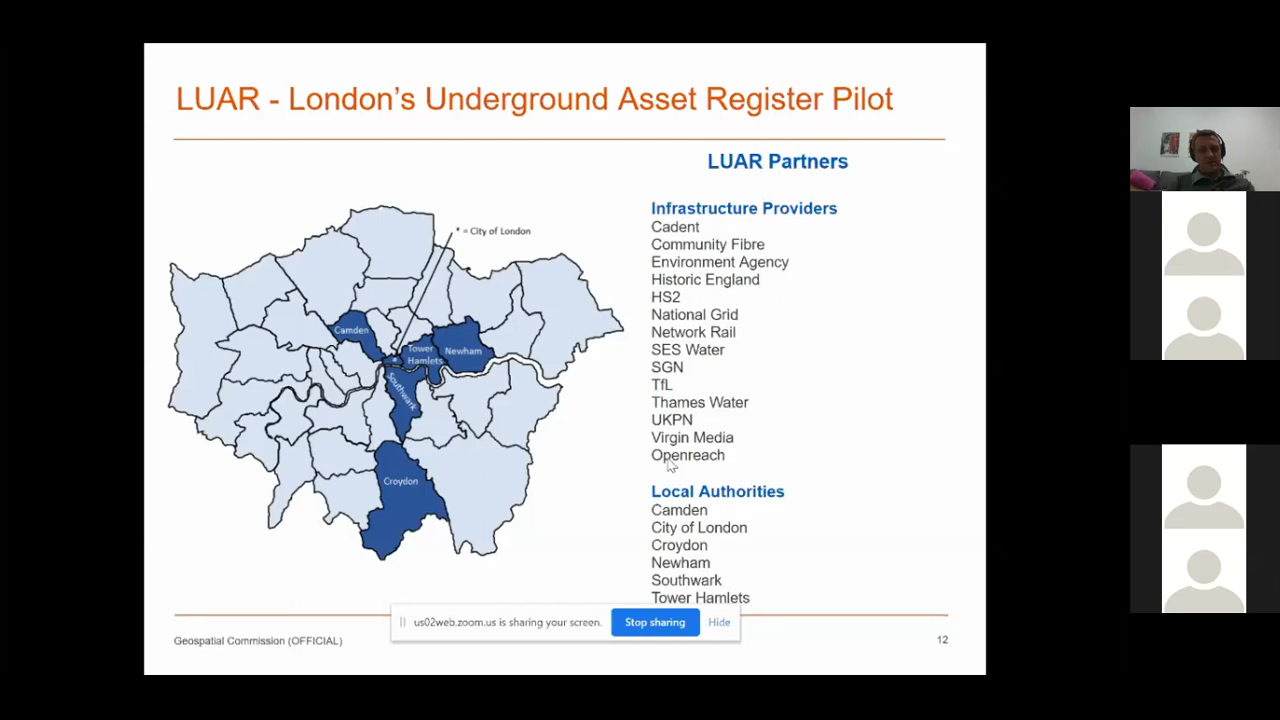 LUAR - London's Underground Asset Register Pilot
LUAR Partners
* = City of London
Camden
*
Tower
Hamlets
Newham
Southwark
Croydon
Infrastructure Providers
Cadent
Community Fibre
Environment Agency
Historic England
HS2
National Grid
Network Rail
SES Water
SGN
TfL
Thames Water
UKPN
Virgin Media
Openreach
Local Authorities
Camden
City of London
Croydon
Newham
Southwark
Tower Hamlets
us02web.zoom.us is sharing your screen.
Stop sharing
Hide
Geospatial Commission (OFFICIAL)
12